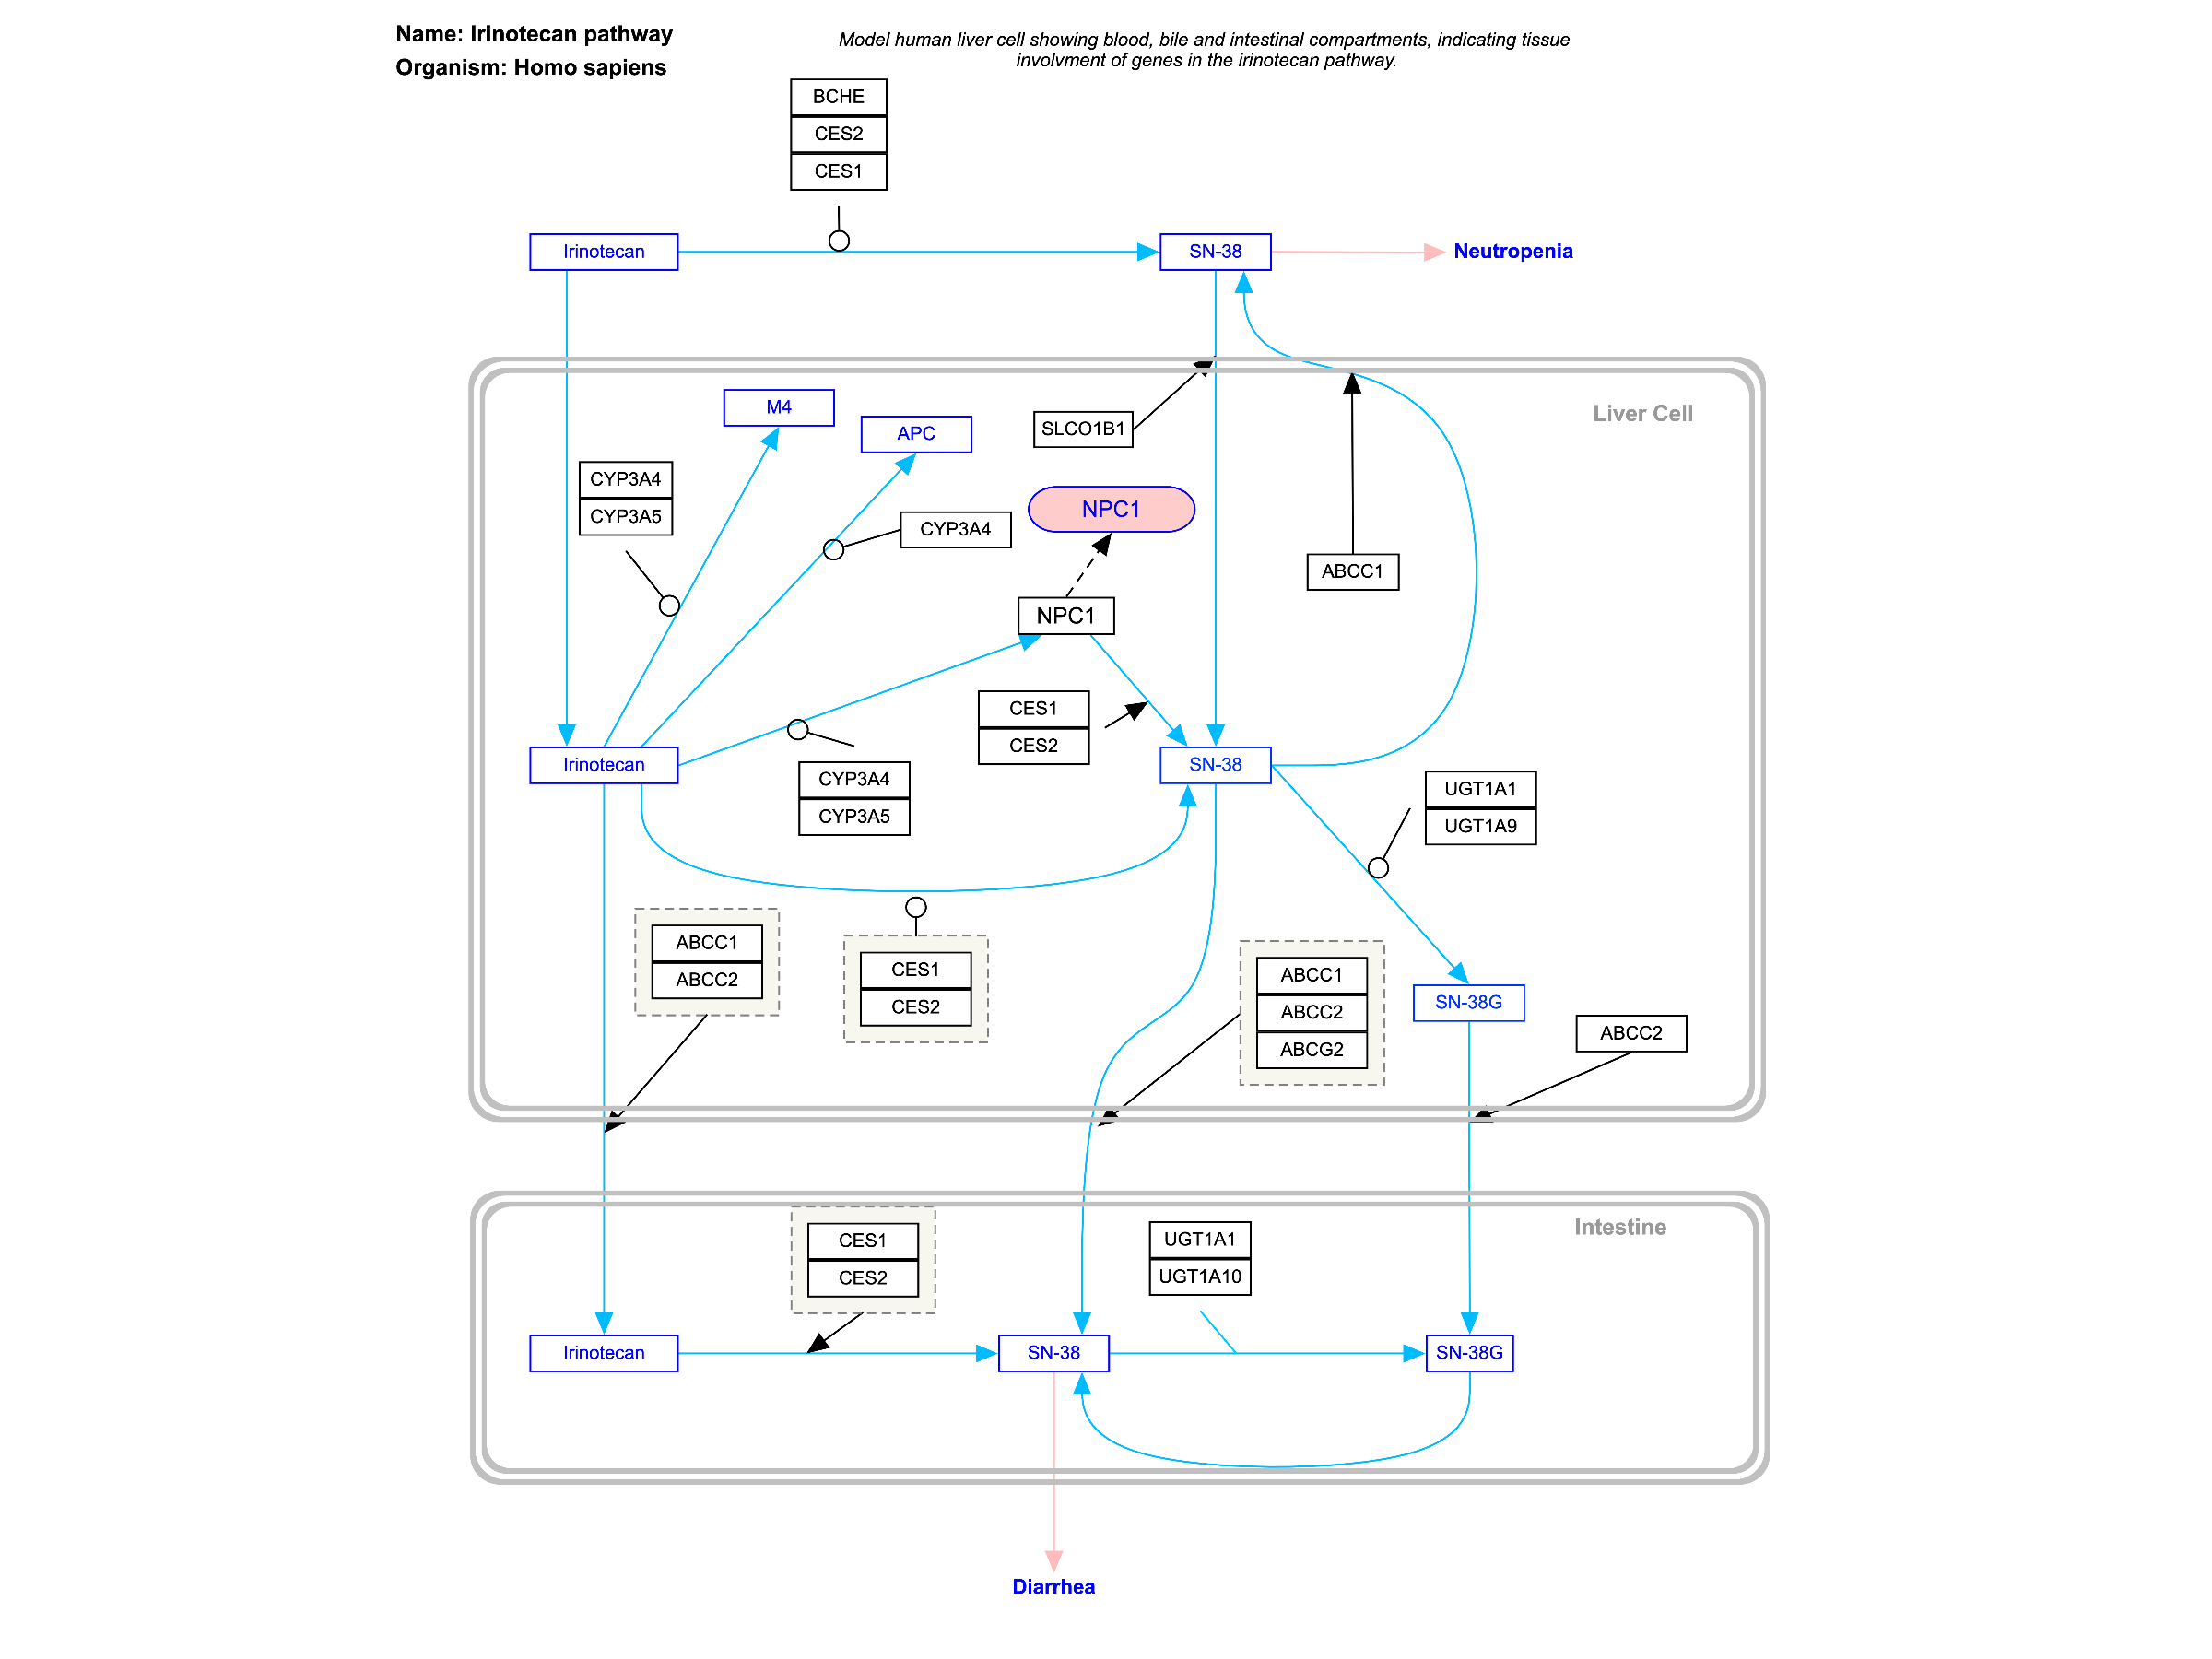 Name: Irinotecan pathway
Organism: Homo sapiens
Model human liver cell showing blood, bile and intestinal compartments, indicating tissue
involvment of genes in the irinotecan pathway.
BCHE
CES2
CES1
Irinotecan
SN-38
Neutropenia
Liver Cell
M4
APC
SLCO1B1
CYP3A4
CYP3A5
CYP3A4
NPC1
ABCC1
NPC1
CES1
CES2
Irinotecan
SN-38
CYP3A4
CYP3A5
UGT1A1
UGT1A9
ABCC1
ABCC2
CES1
CES2
ABCC1
ABCC2
ABCG2
SN-38G
ABCC2
Intestine
CES1
CES2
UGT1A1
UGT1A10
Irinotecan
SN-38
SN-38G
Diarrhea